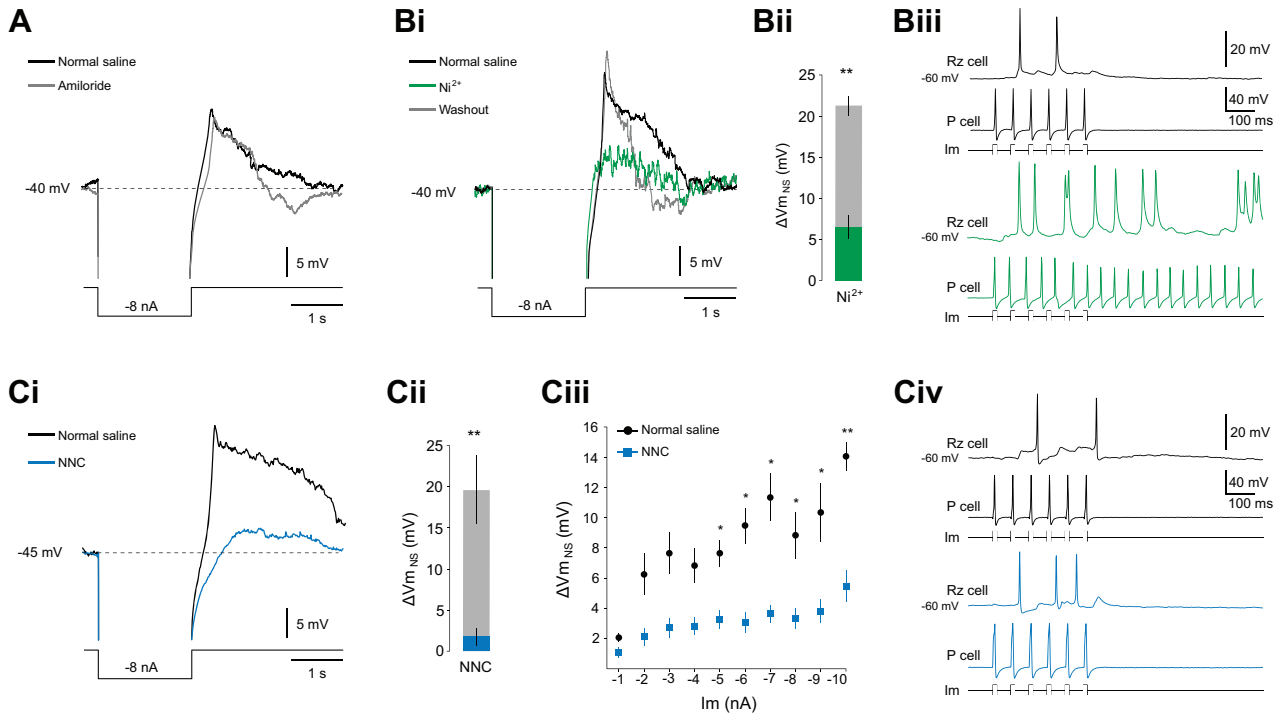 A
Normal saline
Amiloride
-40 mV
5 mV
-8 nA
1 s
Bi
Normal saline
Ni²⁺
Washout
-40 mV
5 mV
-8 nA
1 s
Bii
ΔVm NS (mV)
25
20
15
10
5
0
**
Ni²⁺
Biii
Rz cell
-60 mV
20 mV
P cell
40 mV
100 ms
Im
Rz cell
-60 mV
P cell
Im
Ci
Normal saline
NNC
-45 mV
5 mV
-8 nA
1 s
Cii
ΔVm NS (mV)
25
20
15
10
5
0
**
NNC
Ciii
Normal saline
NNC
ΔVm NS (mV)
16
14
12
10
8
6
4
2
* * * * * **
-1 -2 -3 -4 -5 -6 -7 -8 -9 -10
Im (nA)
Civ
Rz cell
-60 mV
20 mV
P cell
40 mV
100 ms
Im
Rz cell
-60 mV
P cell
Im